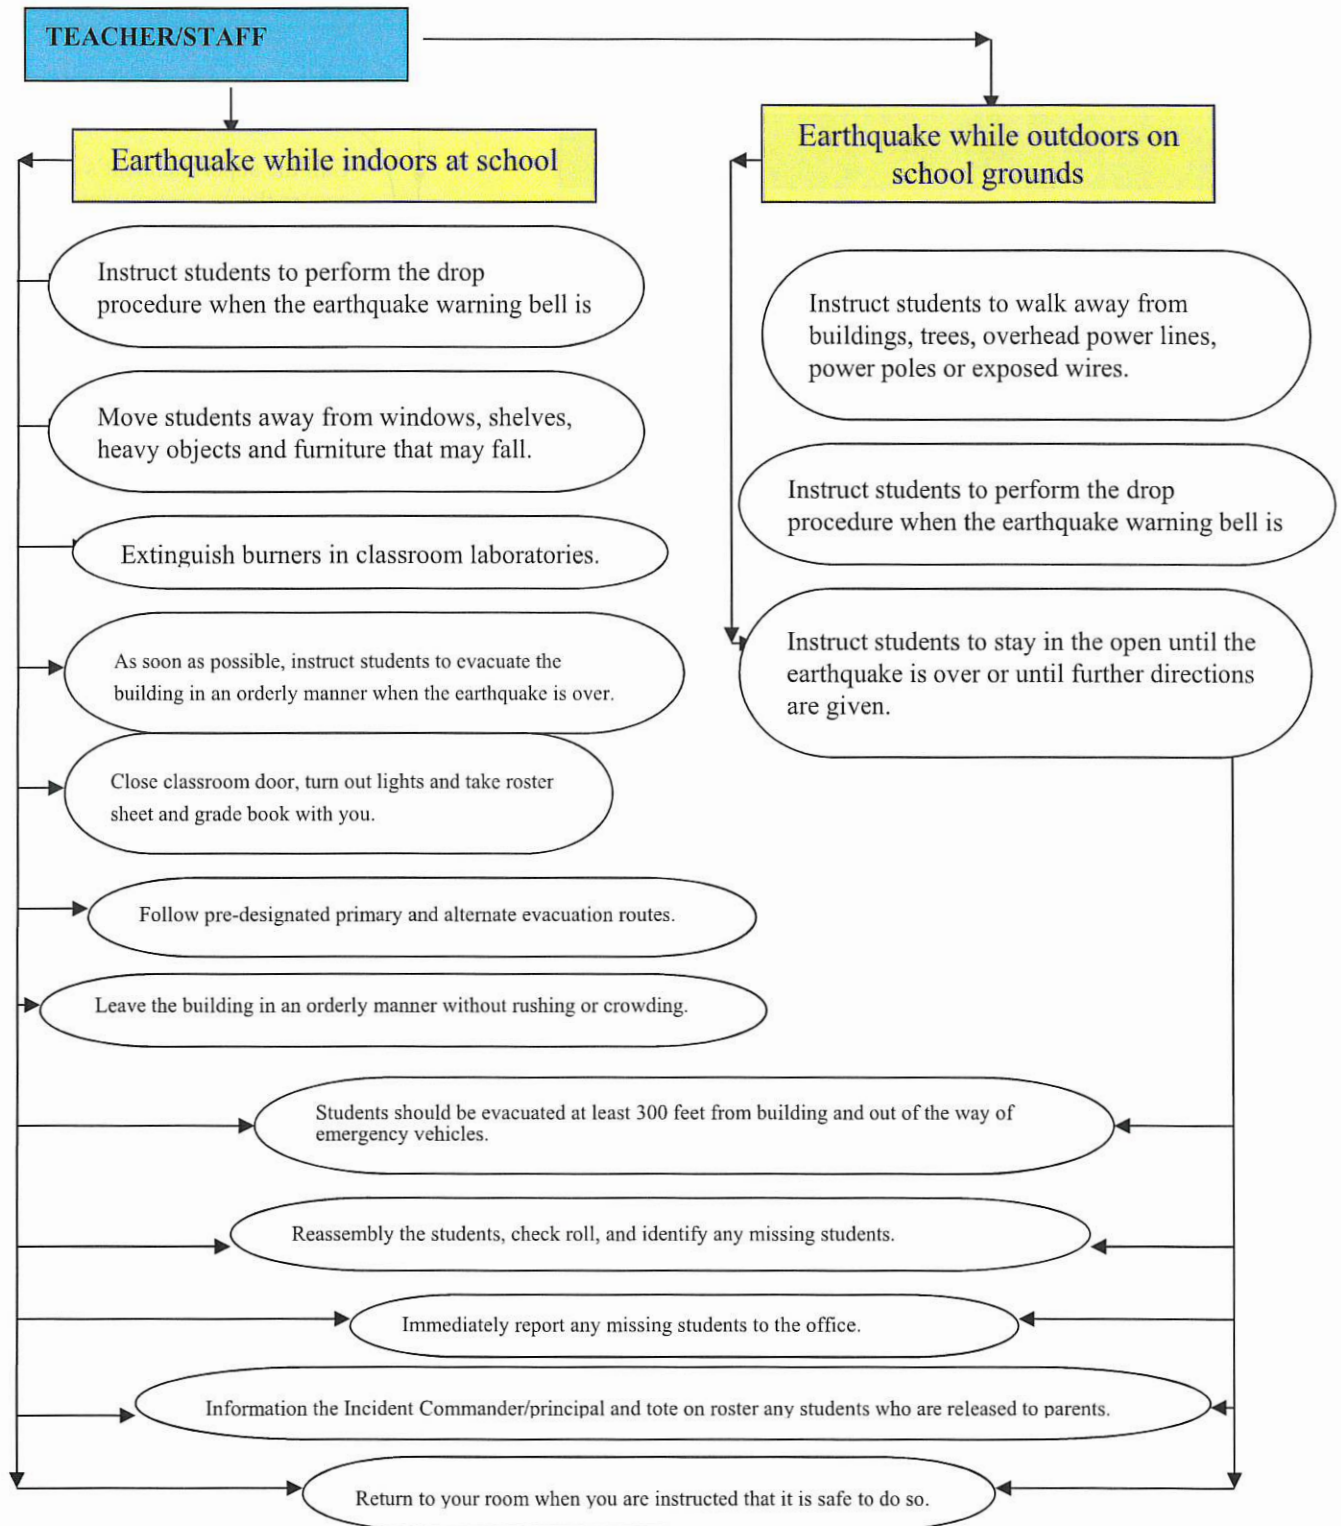 TEACHER/STAFF
Earthquake while indoors at school
Instruct students to perform the drop
procedure when the earthquake warning bell is
Move students away from windows, shelves,
heavy objects and furniture that may fall.
Extinguish burners in classroom laboratories.
As soon as possible, instruct students to evacuate the
building in an orderly manner when the earthquake is over.
Close classroom door, turn out lights and take roster
sheet and grade book with you.
Follow pre-designated primary and alternate evacuation routes.
Leave the building in an orderly manner without rushing or crowding.
Earthquake while outdoors on
school grounds
Instruct students to walk away from
buildings, trees, overhead power lines,
power poles or exposed wires.
Instruct students to perform the drop
procedure when the earthquake warning bell is
Instruct students to stay in the open until the
earthquake is over or until further directions
are given.
Students should be evacuated at least 300 feet from building and out of the way of
emergency vehicles.
Reassembly the students, check roll, and identify any missing students.
Immediately report any missing students to the office.
Information the Incident Commander/principal and tote on roster any students who are released to parents.
Return to your room when you are instructed that it is safe to do so.